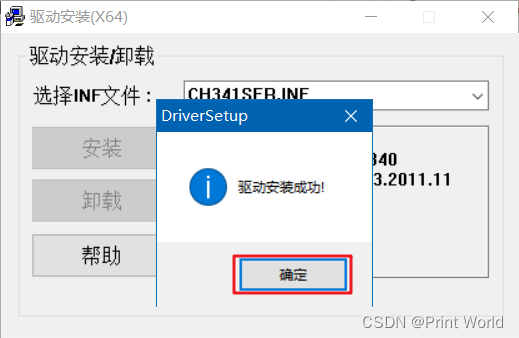 驱动安装(X64)
驱动安装/卸载
选择INF文件：
CH341SER.INF
DriverSetup
安装
卸载
帮助
340
3.2011.11
驱动安装成功!
确定
CSDN @Print World